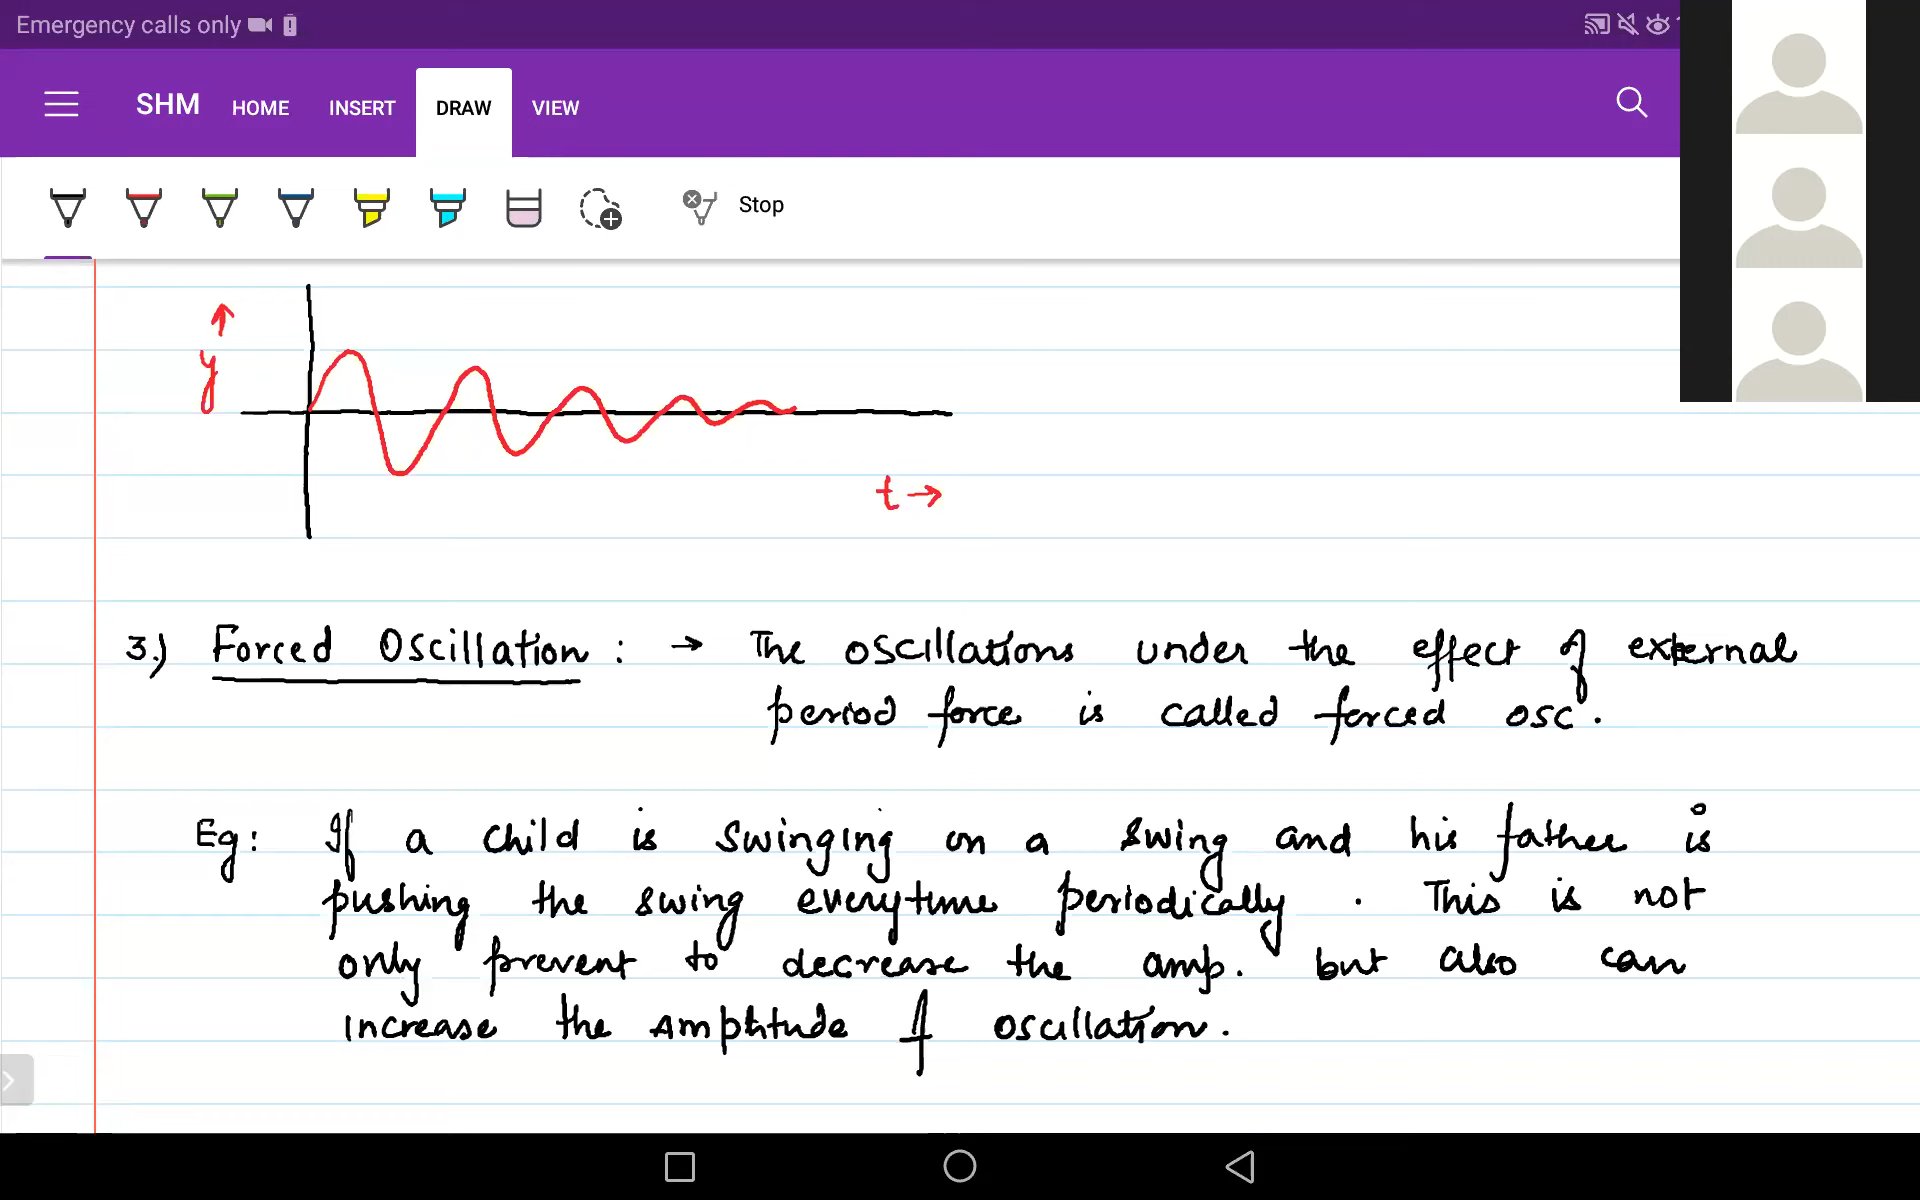 Emergency calls only
SHM HOME INSERT DRAW VIEW
Stop
y
t →
3.) Forced Oscillation : → The oscillations under the effect of external
period force is called forced osc.
Eg: If a child is swinging on a swing and his father is
pushing the swing everytime periodically . This is not
only prevent to decrease the amp. but also can
increase the amplitude of oscillation.